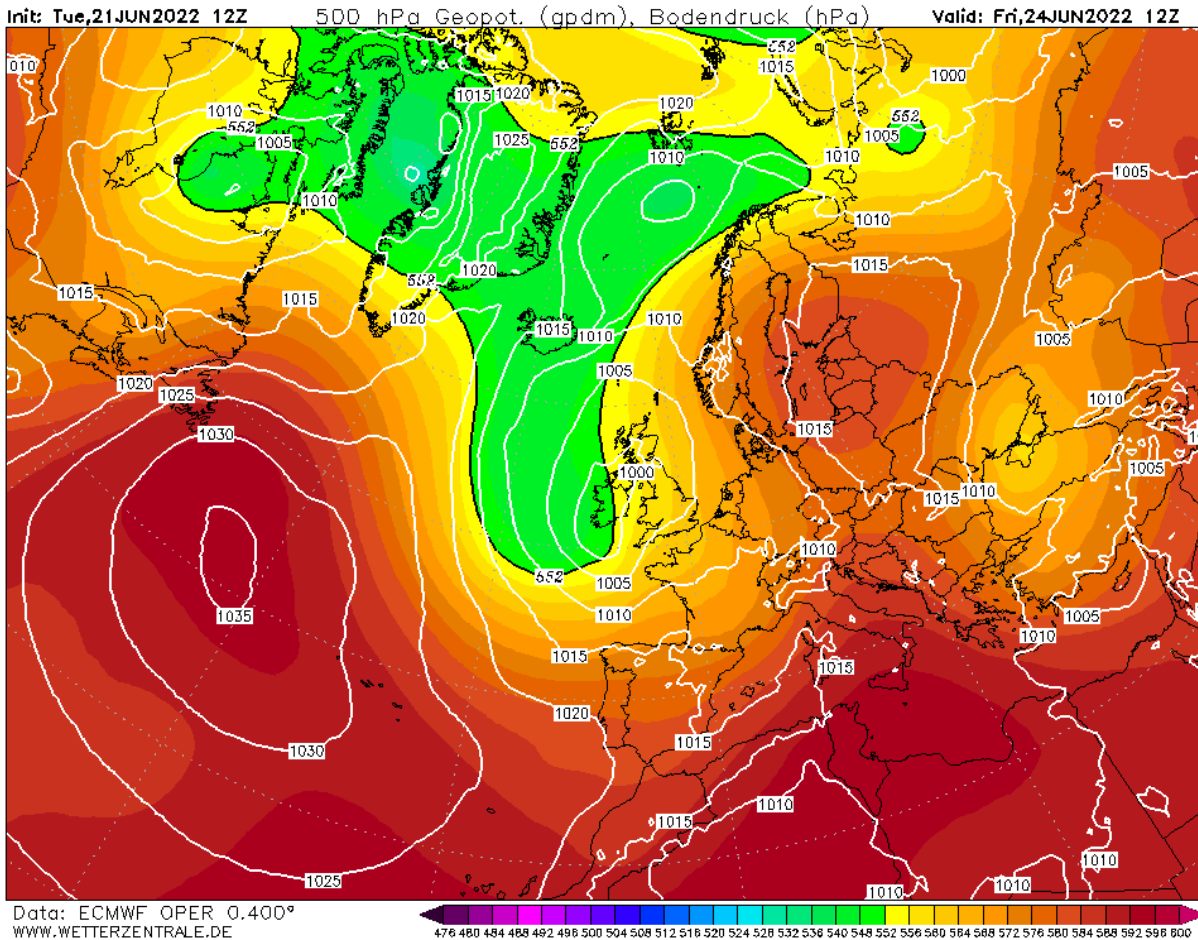 Init: Tue,21JUN2022 12Z 500 hPa Geopot. (gpdm), Bodendruck (hPa) Valid: Fri,24JUN2022 12Z
552
010 1015 1000
1015 1020 1020
1010 552 1005 552
1005 1025 552 1010 1010
1005
1010 1010
1020 1015
1015 552 1015 1020 1010
1015 1010 1005
1005
1020 1025 1010
1030 1015
1000 1005
1015 1010
1010
552 1005
1035 1010 1005
1010
1015 1015
1020
1030 1015
1010
1015
1010
1025 1010 1010
Data: ECMWF OPER 0.400°
WWW.WETTERZENTRALE.DE
476 480 484 488 492 496 500 504 508 512 516 520 524 528 532 536 540 544 548 552 556 560 564 568 572 576 580 584 588 592 596 600